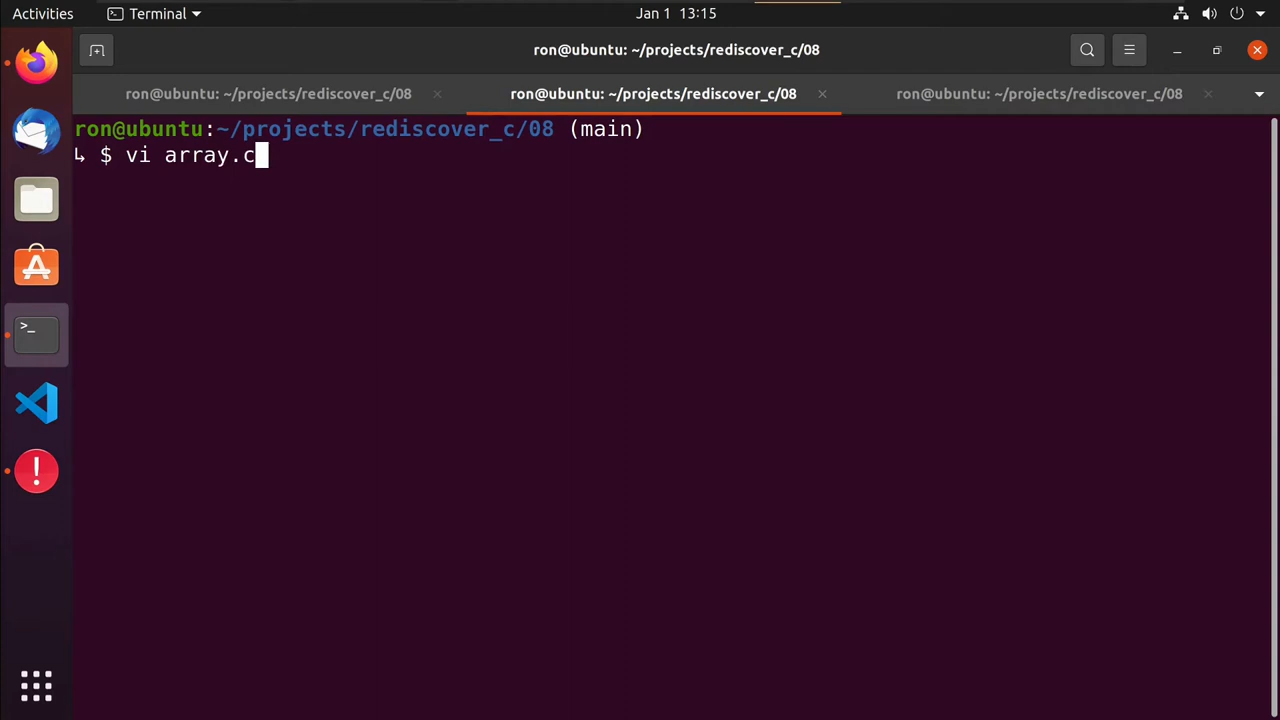 Activities Terminal Jan 1 13:15
ron@ubuntu: ~/projects/rediscover_c/08
ron@ubuntu: ~/projects/rediscover_c/08 ron@ubuntu: ~/projects/rediscover_c/08 ron@ubuntu: ~/projects/rediscover_c/08
ron@ubuntu:~/projects/rediscover_c/08 (main)
↳ $ vi array.c
>_
!